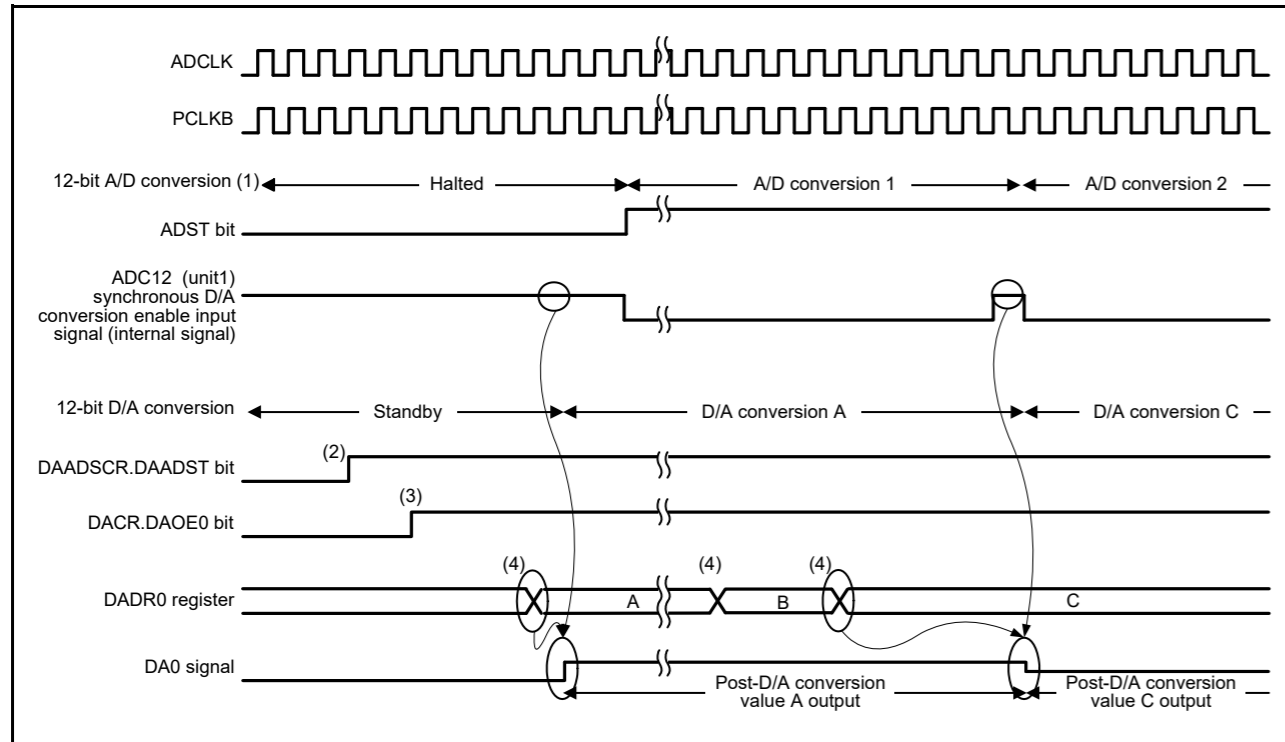 ADCLK
PCLKB
12-bit A/D conversion (1)
Halted
A/D conversion 1
A/D conversion 2
ADST bit
ADC12 (unit1)
synchronous D/A
conversion enable input
signal (internal signal)
12-bit D/A conversion
Standby
D/A conversion A
D/A conversion C
DAADSCR.DAADST bit
(2)
DACR.DAOE0 bit
(3)
(4)
(4)
(4)
DADR0 register
A
B
C
DA0 signal
Post-D/A conversion
value A output
Post-D/A conversion
value C output